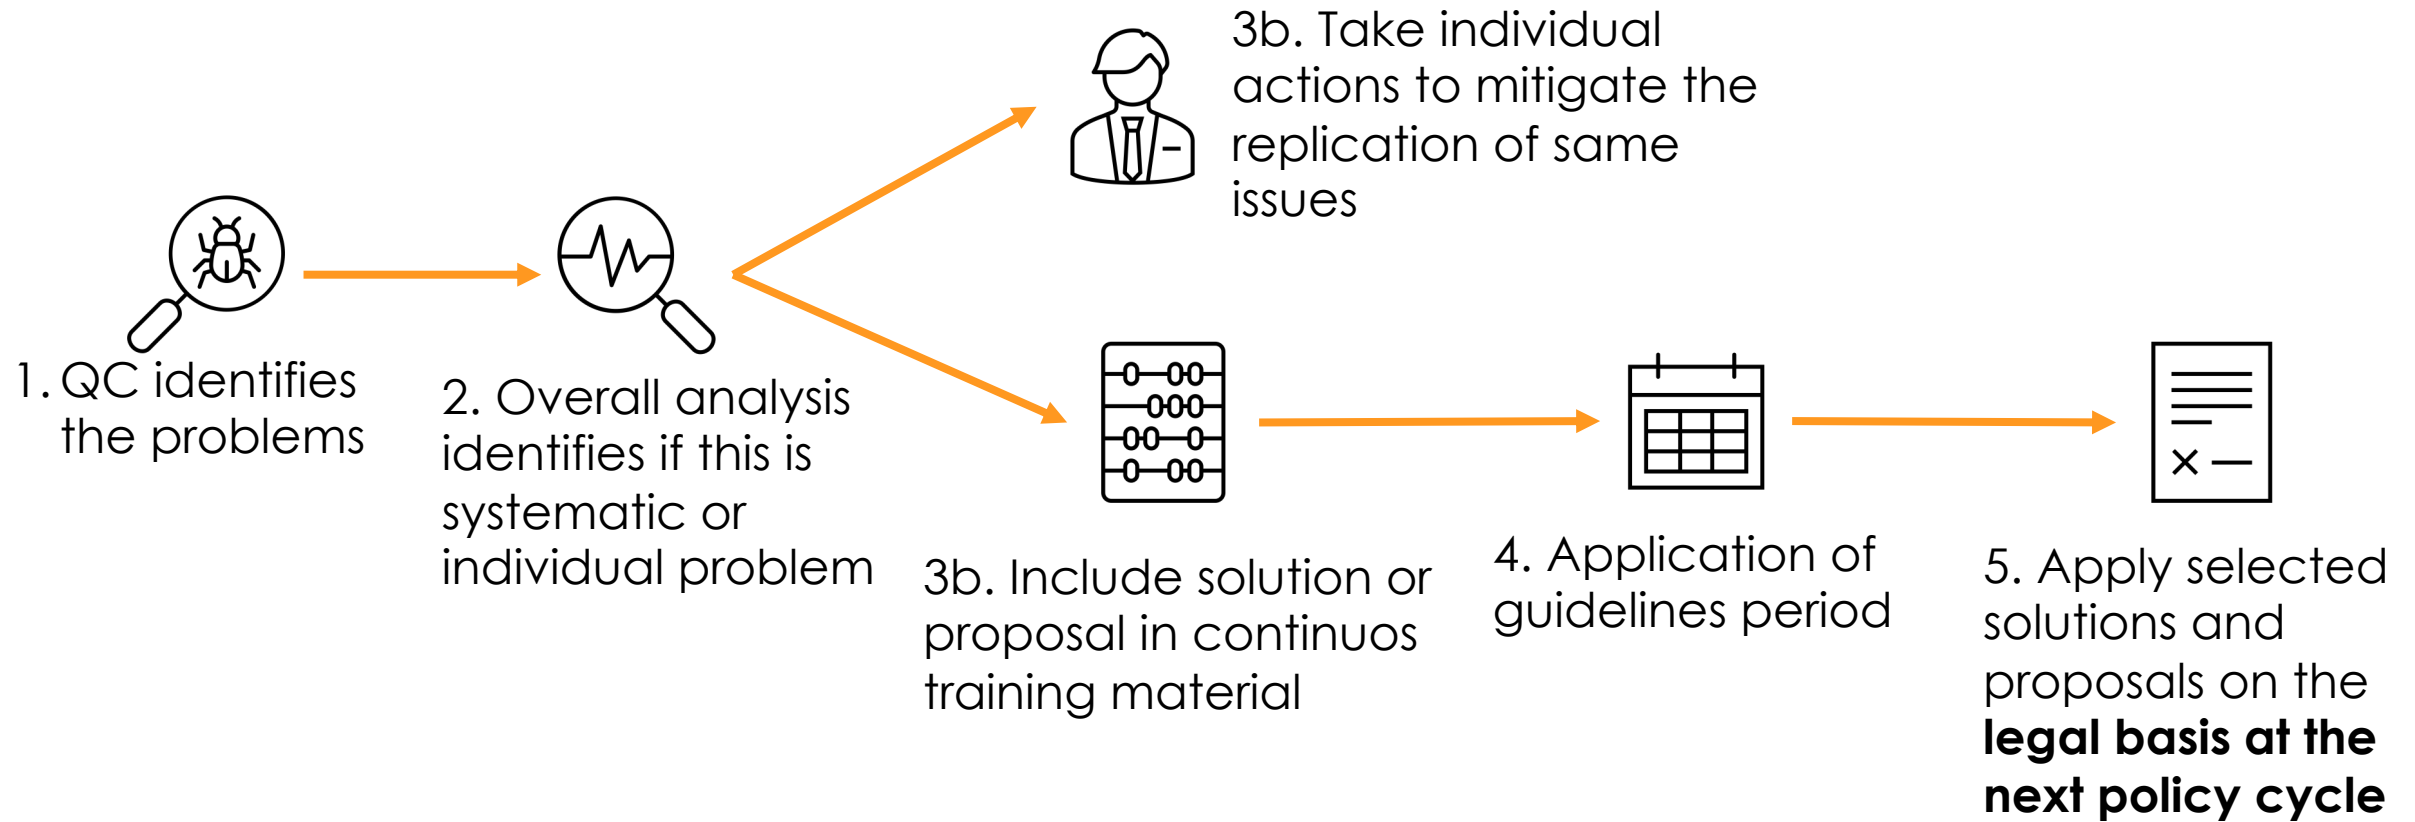 1. QC identifies
the problems
2. Overall analysis
identifies if this is
systematic or
individual problem
3b. Take individual
actions to mitigate the
replication of same
issues
3b. Include solution or
proposal in continuos
training material
4. Application of
guidelines period
5. Apply selected
solutions and
proposals on the
legal basis at the
next policy cycle